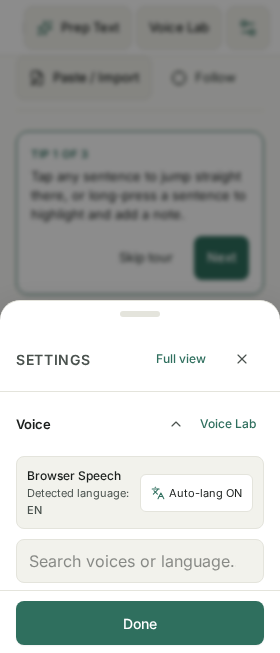 Prep Text
Voice Lab
Paste / Import
Follow
TIP 1 OF 3
Tap any sentence to jump straight
there, or long-press a sentence to
highlight and add a note.
Skip tour
Next
SETTINGS
Full view
Voice
Voice Lab
Browser Speech
Detected language:
EN
Auto-lang ON
Search voices or language.
Done